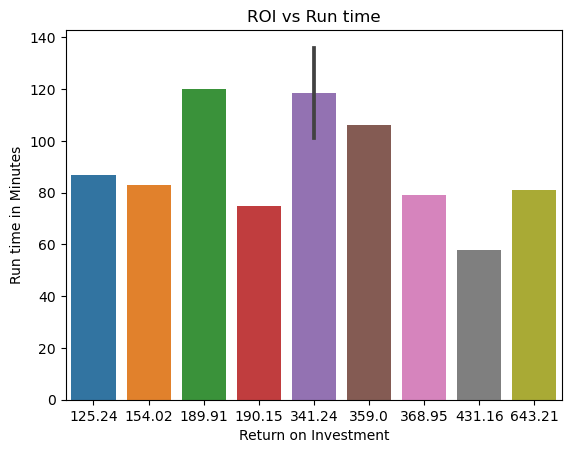 ROI vs Run time
Run time in Minutes
140
120
100
80
60
40
20
0
125.24 154.02 189.91 190.15 341.24 359.0 368.95 431.16 643.21
Return on Investment